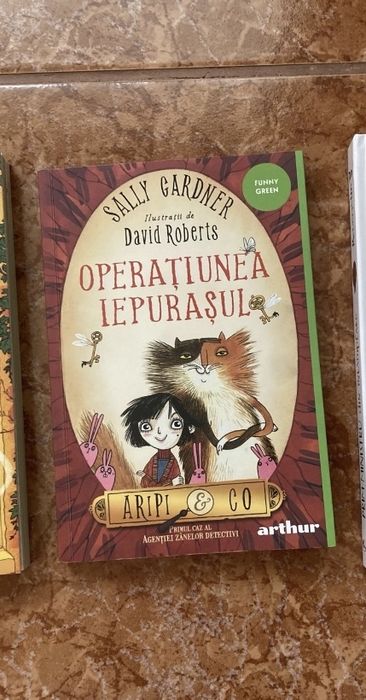 SALLY GARDNER
Ilustrații de
David Roberts
FUNNY
GREEN
OPERAȚIUNEA
IEPURAȘUL
ARIPI & CO
PRIMUL CAZ AL
AGENȚIEI ZÂNELOR DETECTIVI
arthur